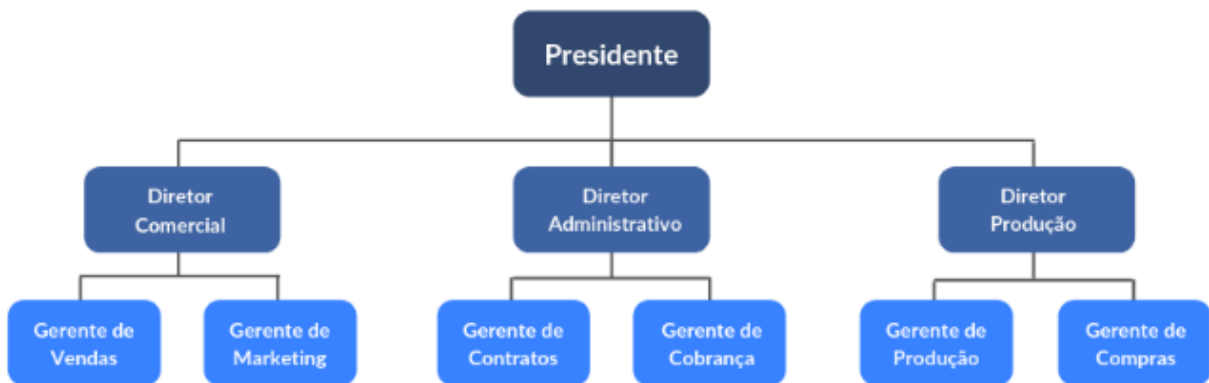 Presidente
Diretor
Comercial
Diretor
Administrativo
Diretor
Produção
Gerente de
Vendas
Gerente de
Marketing
Gerente de
Contratos
Gerente de
Cobrança
Gerente de
Produção
Gerente de
Compras